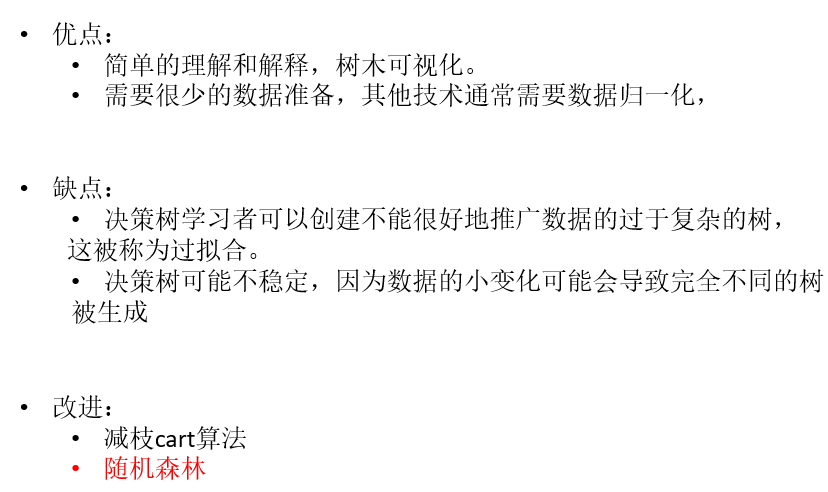 • 优点：
• 简单的理解和解释，树木可视化。
• 需要很少的数据准备，其他技术通常需要数据归一化，
• 缺点：
• 决策树学习者可以创建不能很好地推广数据的过于复杂的树，
这被称为过拟合。
• 决策树可能不稳定，因为数据的小变化可能会导致完全不同的树
被生成
• 改进：
• 减枝cart算法
• 随机森林